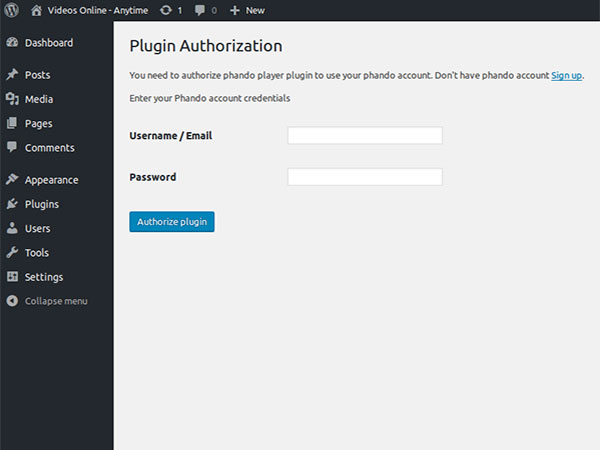 Videos Online - Anytime 1 0 New
Dashboard
Posts
Media
Pages
Comments
Appearance
Plugins
Users
Tools
Settings
Collapse menu
Plugin Authorization
You need to authorize phando player plugin to use your phando account. Don't have phando account Sign up.
Enter your Phando account credentials
Username / Email
Password
Authorize plugin